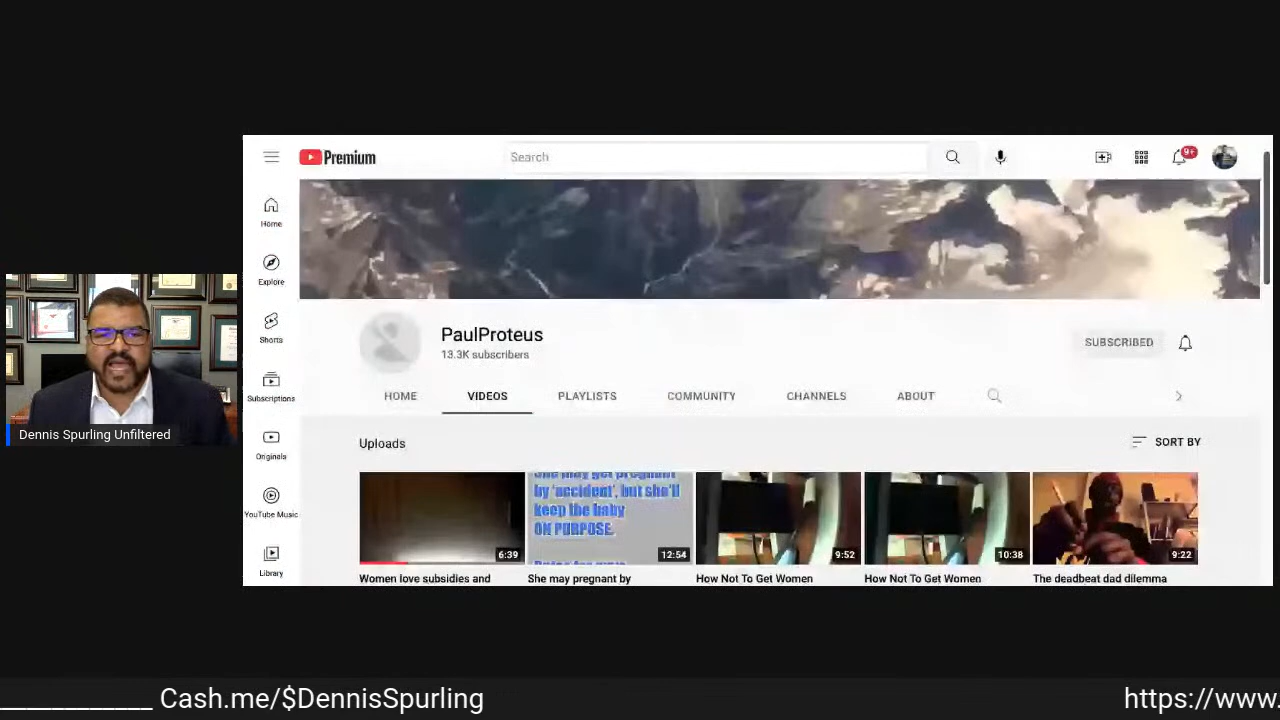 Premium
Search
9+
Home
Explore
Shorts
Subscriptions
Originals
YouTube Music
Library
PaulProteus
13.3K subscribers
SUBSCRIBED
HOME VIDEOS PLAYLISTS COMMUNITY CHANNELS ABOUT
Uploads
SORT BY
she may get pregnant
by 'accident', but she'll
keep the baby
ON PURPOSE.
6:39 12:54 9:52 10:38 9:22
Women love subsidies and
She may pregnant by
How Not To Get Women
How Not To Get Women
The deadbeat dad dilemma
Dennis Spurling Unfiltered
____________ Cash.me/$DennisSpurling
https://www.